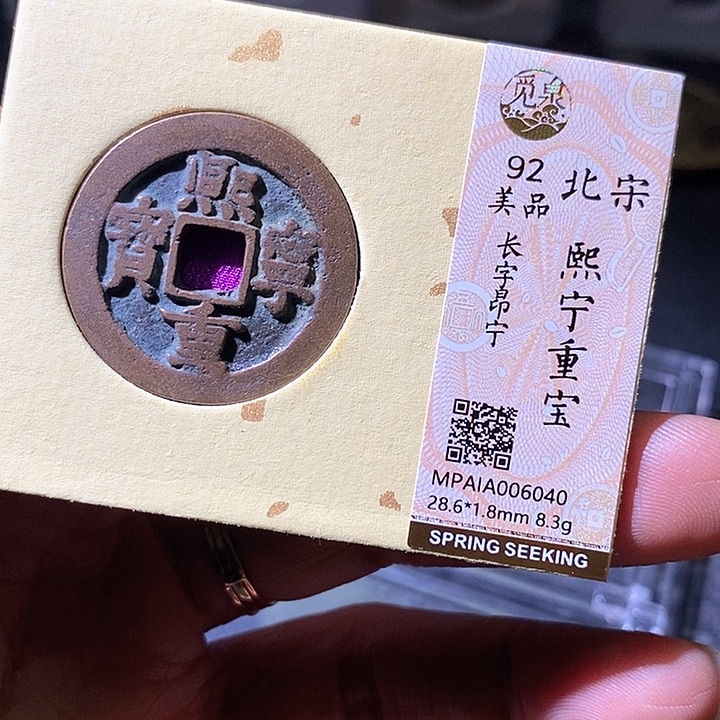 熙
寧
重
寶
觅泉
92
美品
北宋
长字昂宁
熙宁重宝
MPAIA006040
28.6*1.8mm 8.3g
SPRING SEEKING